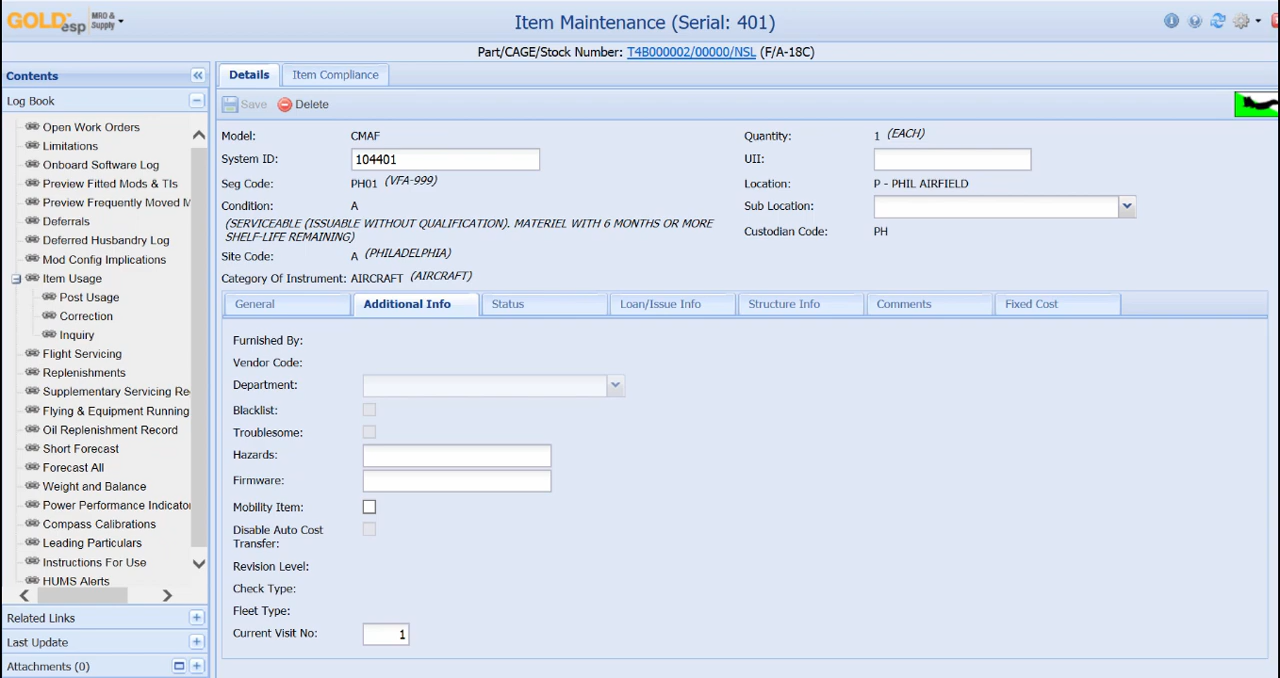 GOLDesp MRO & Supply
Item Maintenance (Serial: 401)
Part/CAGE/Stock Number: T4B000002/00000/NSL (F/A-18C)
Contents
Log Book
Open Work Orders
Limitations
Onboard Software Log
Preview Fitted Mods & TIs
Preview Frequently Moved M
Deferrals
Deferred Husbandry Log
Mod Config Implications
Item Usage
Post Usage
Correction
Inquiry
Flight Servicing
Replenishments
Supplementary Servicing Re
Flying & Equipment Running
Oil Replenishment Record
Short Forecast
Forecast All
Weight and Balance
Power Performance Indicator
Compass Calibrations
Leading Particulars
Instructions For Use
HUMS Alerts
Related Links
Last Update
Attachments (0)
Details Item Compliance
Save Delete
Model: CMAF
Quantity: 1 (EACH)
System ID: 104401
UII:
Seg Code: PH01 (VFA-999)
Location: P - PHIL AIRFIELD
Condition: A
Sub Location:
(SERVICEABLE (ISSUABLE WITHOUT QUALIFICATION). MATERIEL WITH 6 MONTHS OR MORE
SHELF-LIFE REMAINING)
Custodian Code: PH
Site Code: A (PHILADELPHIA)
Category Of Instrument: AIRCRAFT (AIRCRAFT)
General Additional Info Status Loan/Issue Info Structure Info Comments Fixed Cost
Furnished By:
Vendor Code:
Department:
Blacklist:
Troublesome:
Hazards:
Firmware:
Mobility Item:
Disable Auto Cost
Transfer:
Revision Level:
Check Type:
Fleet Type:
Current Visit No: 1